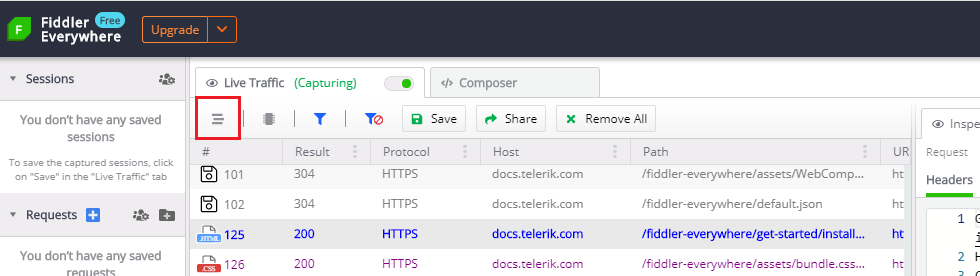 Fiddler Free
Everywhere
Upgrade
Sessions
You don't have any saved
sessions
To save the captured sessions, click
on "Save" in the "Live Traffic" tab
Requests
You don't have any saved
requests
Live Traffic (Capturing)
Composer
Save
Share
Remove All
# Result Protocol Host Path UR
101 304 HTTPS docs.telerik.com /fiddler-everywhere/assets/WebComp... ht
102 304 HTTPS docs.telerik.com /fiddler-everywhere/default.json ht
HTML 125 200 HTTPS docs.telerik.com /fiddler-everywhere/get-started/install... ht
CSS 126 200 HTTPS docs.telerik.com /fiddler-everywhere/assets/bundle.css... ht
Inspe
Request
Headers
1
2